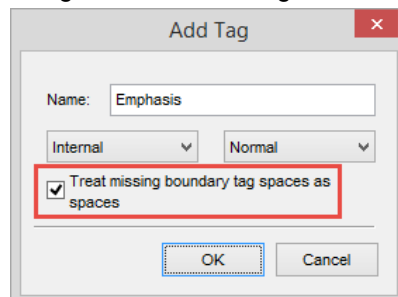 Add Tag
Name: Emphasis
Internal Normal
Treat missing boundary tag spaces as
spaces
OK Cancel